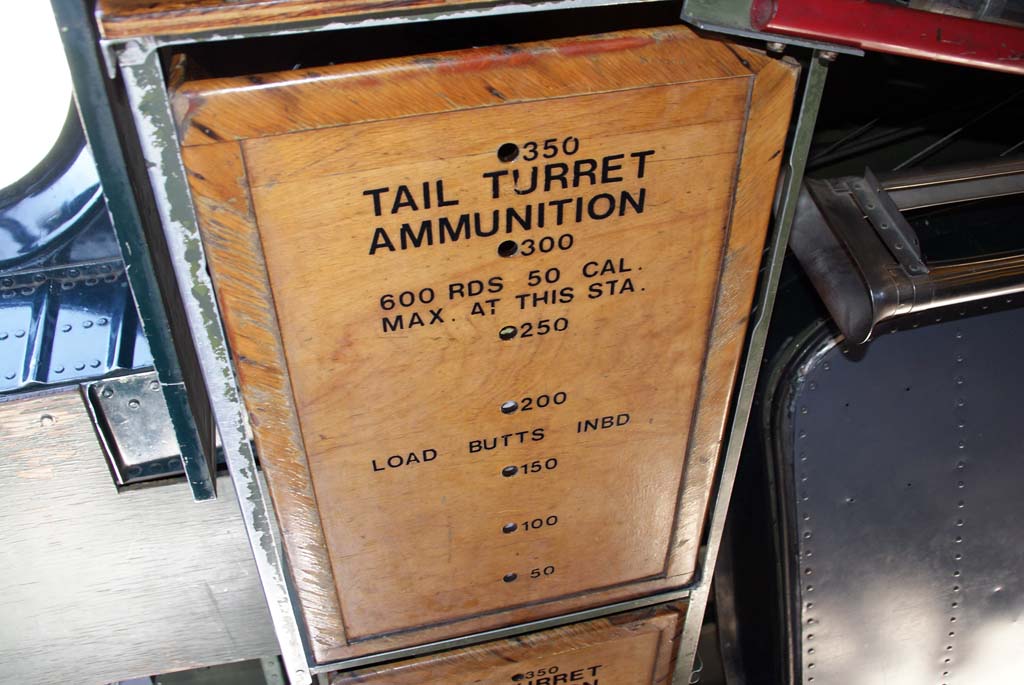 350
TAIL TURRET
AMMUNITION
300
600 RDS 50 CAL.
MAX. AT THIS STA.
250
200
LOAD BUTTS INBD
150
100
50
350